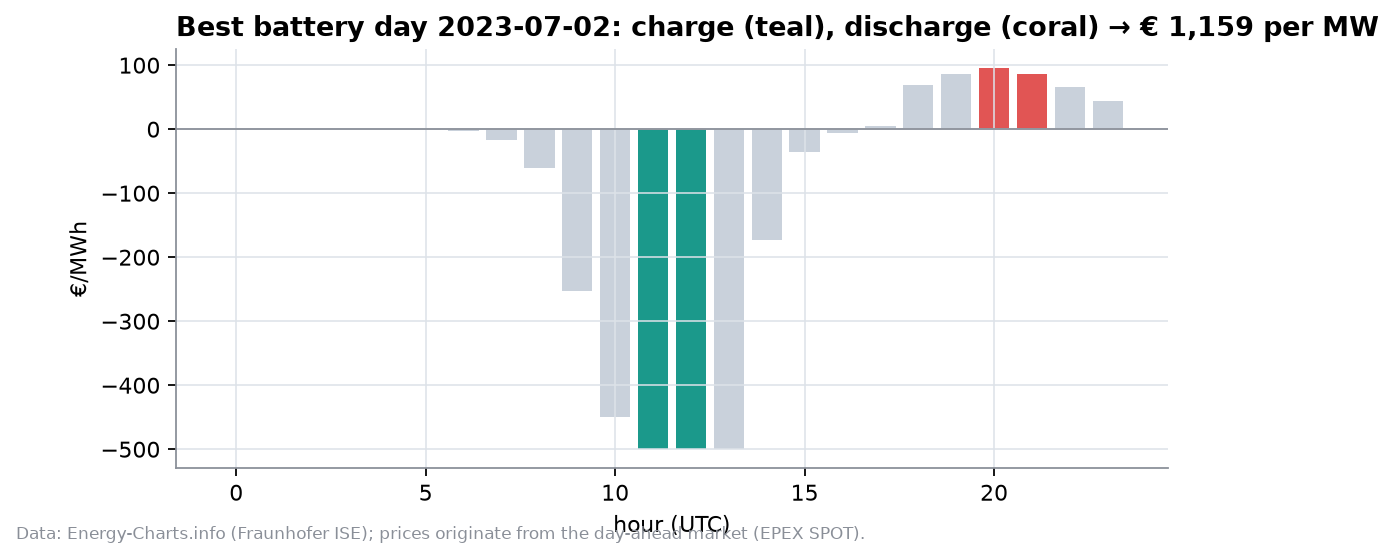 Best battery day 2023-07-02: charge (teal), discharge (coral) → € 1,159 per MW
100
0
−100
−200
−300
−400
−500
€/MWh
0 5 10 15 20
hour (UTC)
Data: Energy-Charts.info (Fraunhofer ISE); prices originate from the day-ahead market (EPEX SPOT).